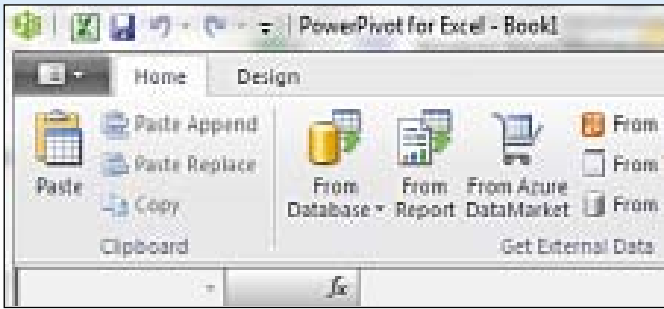 PowerPivot for Excel - Book1
Home Design
Paste
Paste Append
Paste Replace
Copy
Clipboard
From Database
From Report
From Azure DataMarket
From
From
From
Get External Data
fx